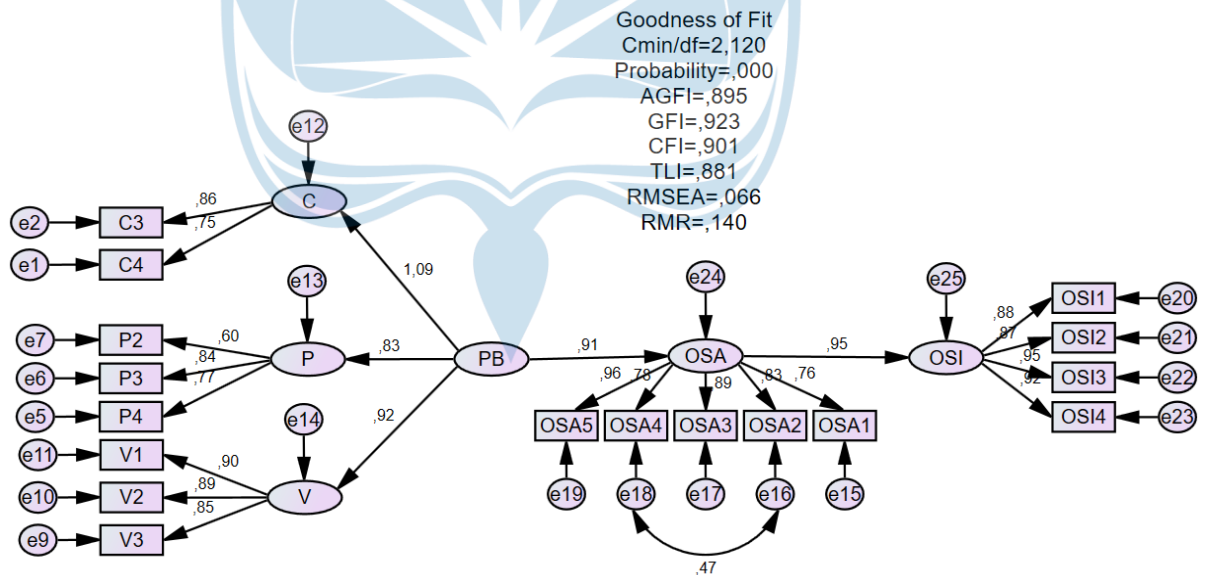 Goodness of Fit
Cmin/df=2,120
Probability=,000
AGFI=,895
GFI=,923
CFI=,901
TLI=,881
RMSEA=,066
RMR=,140
e12
C
,86
e2
C3
,75
e1
C4
1,09
e13
e7
P2
,60
e6
P3
,84
P
,83
PB
,77
e5
P4
,91
e24
OSA
,95
e25
OSI
,88
OSI1
e20
,87
OSI2
e21
,95
OSI3
e22
,92
OSI4
e23
,92
e14
e11
V1
,90
e10
V2
,89
V
,85
e9
V3
,96
,78
,89
,83
,76
OSA5
OSA4
OSA3
OSA2
OSA1
e19
e18
e17
e16
e15
,47